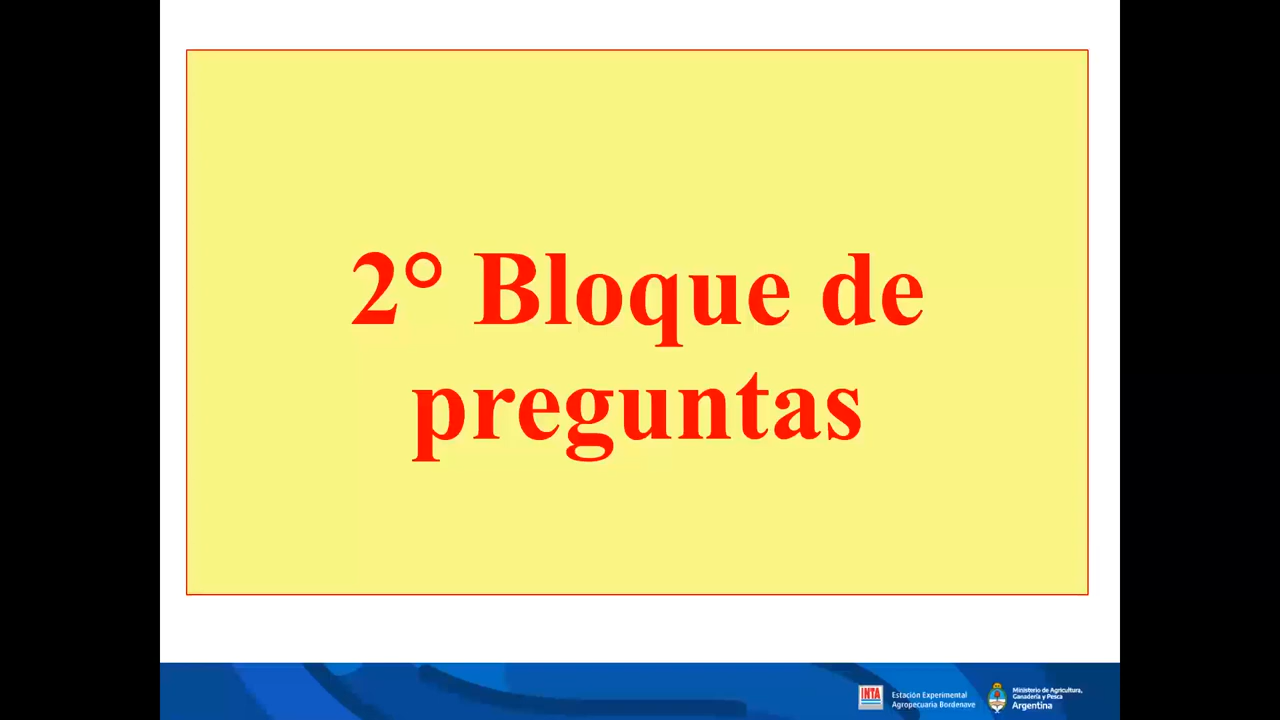 2° Bloque de
preguntas
INTA
Estación Experimental
Agropecuaria Bordenave
Ministerio de Agricultura,
Ganadería y Pesca
Argentina